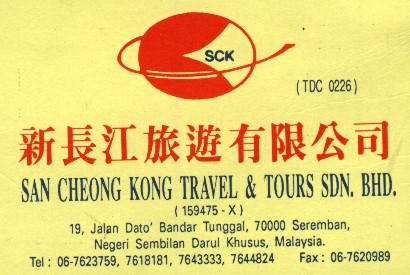 SCK
(TDC 0226)
新長江旅遊有限公司
SAN CHEONG KONG TRAVEL & TOURS SDN. BHD.
(159475 - X)
19, Jalan Dato' Bandar Tunggal, 70000 Seremban,
Negeri Sembilan Darul Khusus, Malaysia.
Tel : 06-7623759, 7618181, 7643333, 7644824 Fax : 06-7620989